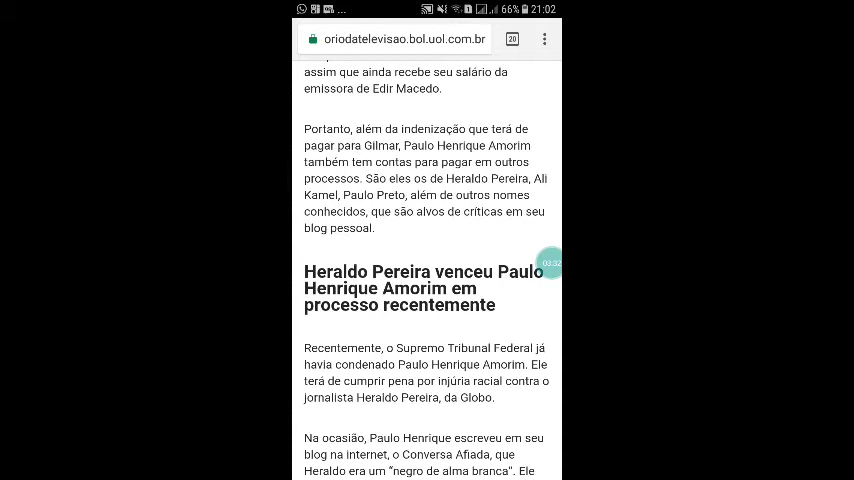 66% 21:02
oriodatelevisao.bol.uol.com.br
20
assim que ainda recebe seu salário da
emissora de Edir Macedo.
Portanto, além da indenização que terá de
pagar para Gilmar, Paulo Henrique Amorim
também tem contas para pagar em outros
processos. São eles os de Heraldo Pereira, Ali
Kamel, Paulo Preto, além de outros nomes
conhecidos, que são alvos de críticas em seu
blog pessoal.
03:32
Heraldo Pereira venceu Paulo
Henrique Amorim em
processo recentemente
Recentemente, o Supremo Tribunal Federal já
havia condenado Paulo Henrique Amorim. Ele
terá de cumprir pena por injúria racial contra o
jornalista Heraldo Pereira, da Globo.
Na ocasião, Paulo Henrique escreveu em seu
blog na internet, o Conversa Afiada, que
Heraldo era um “negro de alma branca”. Ele